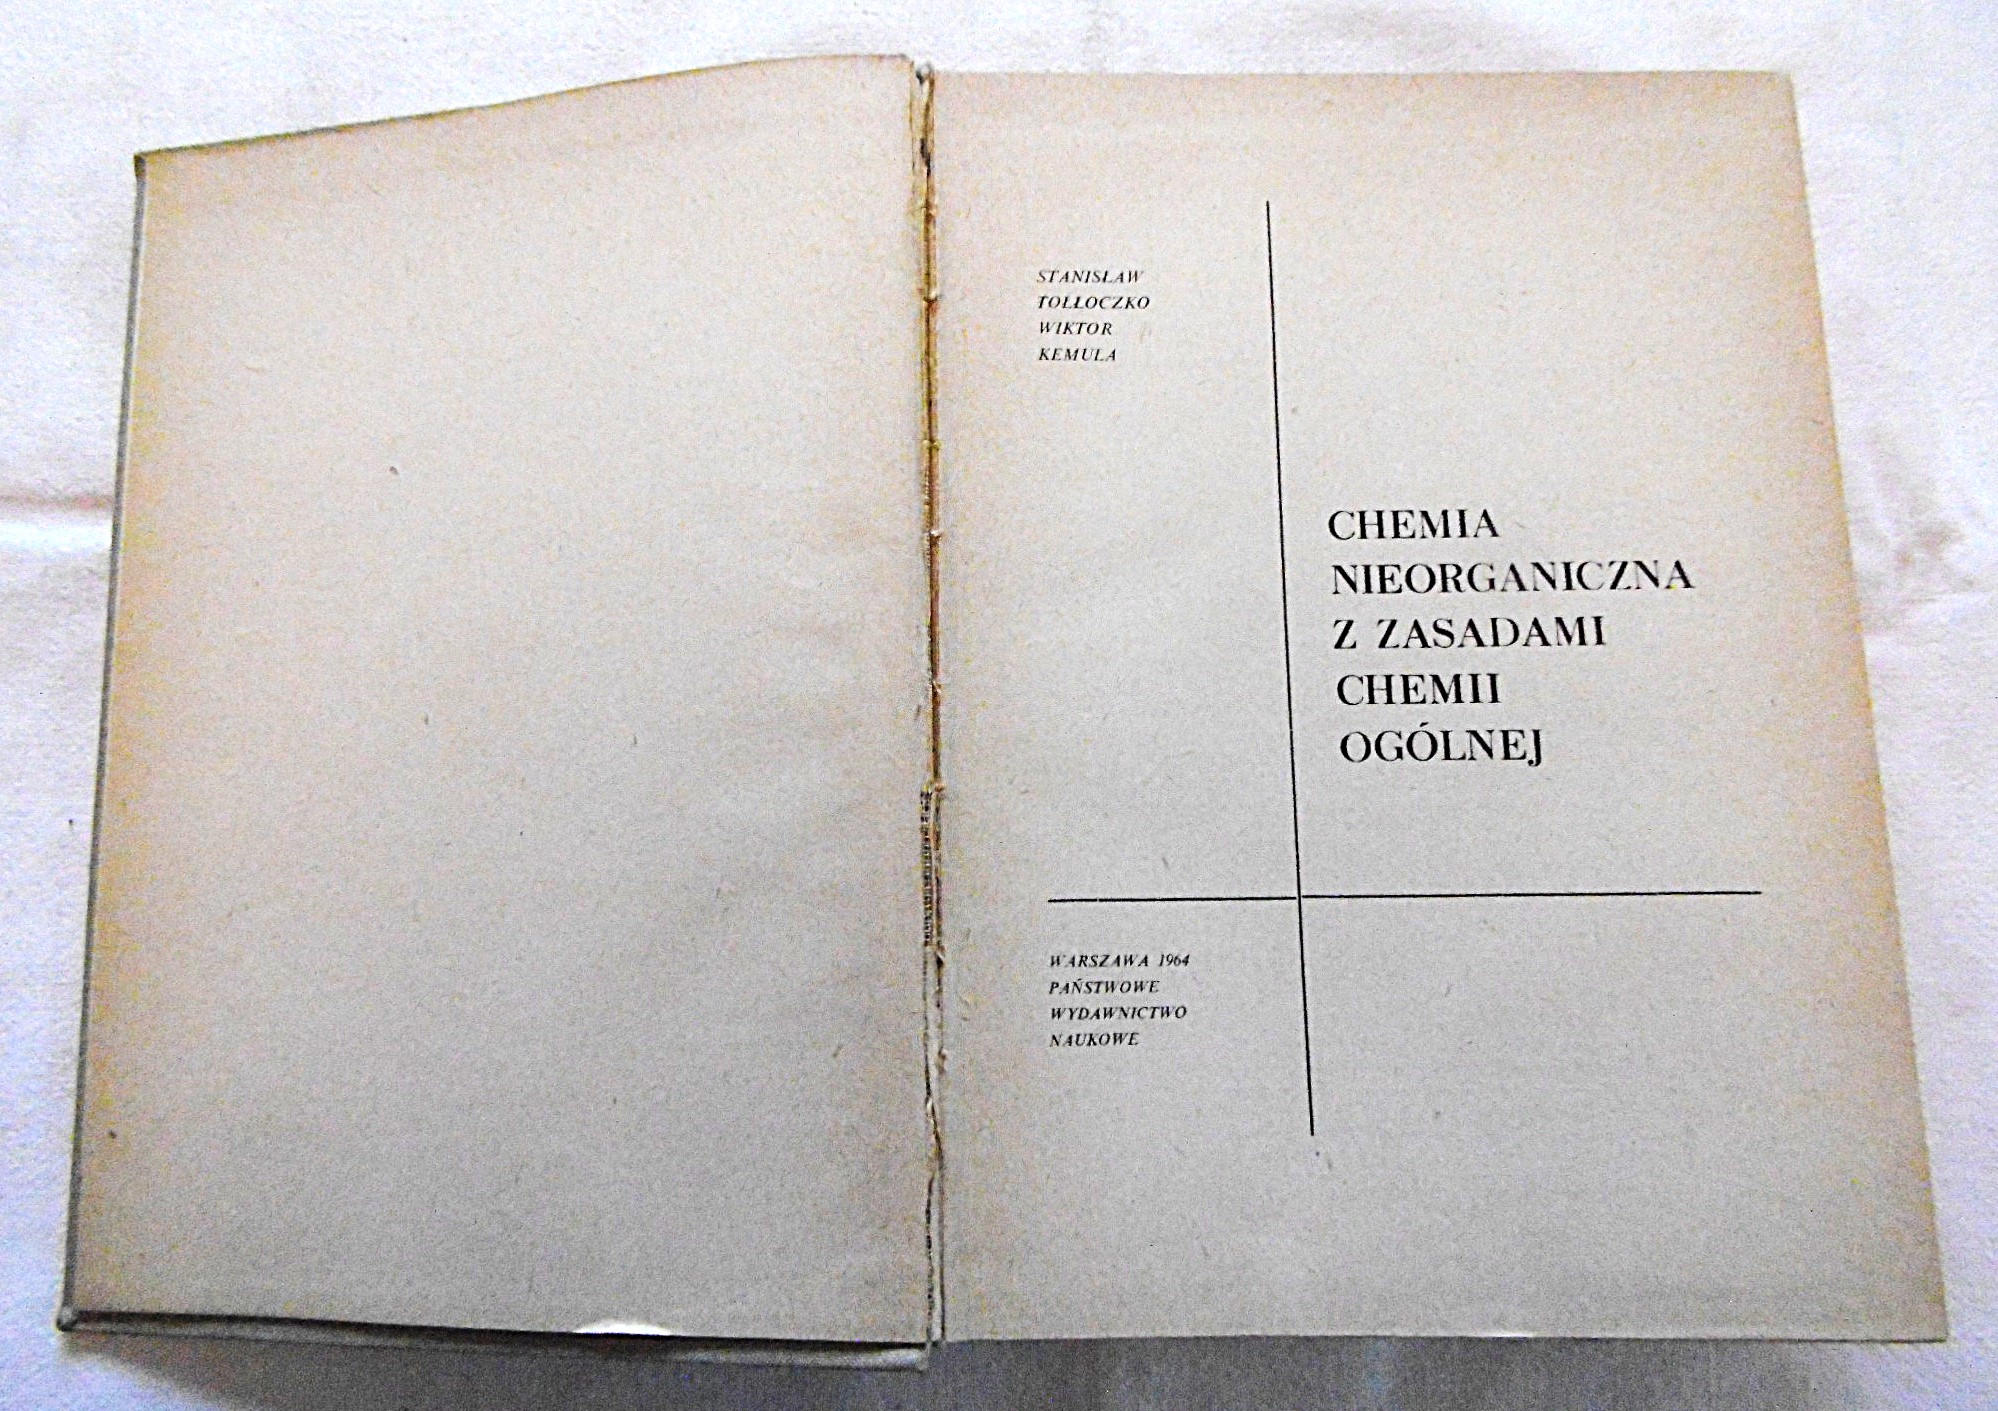 STANISŁAW
TOŁŁOCZKO
WIKTOR
KEMULA
CHEMIA
NIEORGANICZNA
Z ZASADAMI
CHEMII
OGÓLNEJ
WARSZAWA 1964
PAŃSTWOWE
WYDAWNICTWO
NAUKOWE